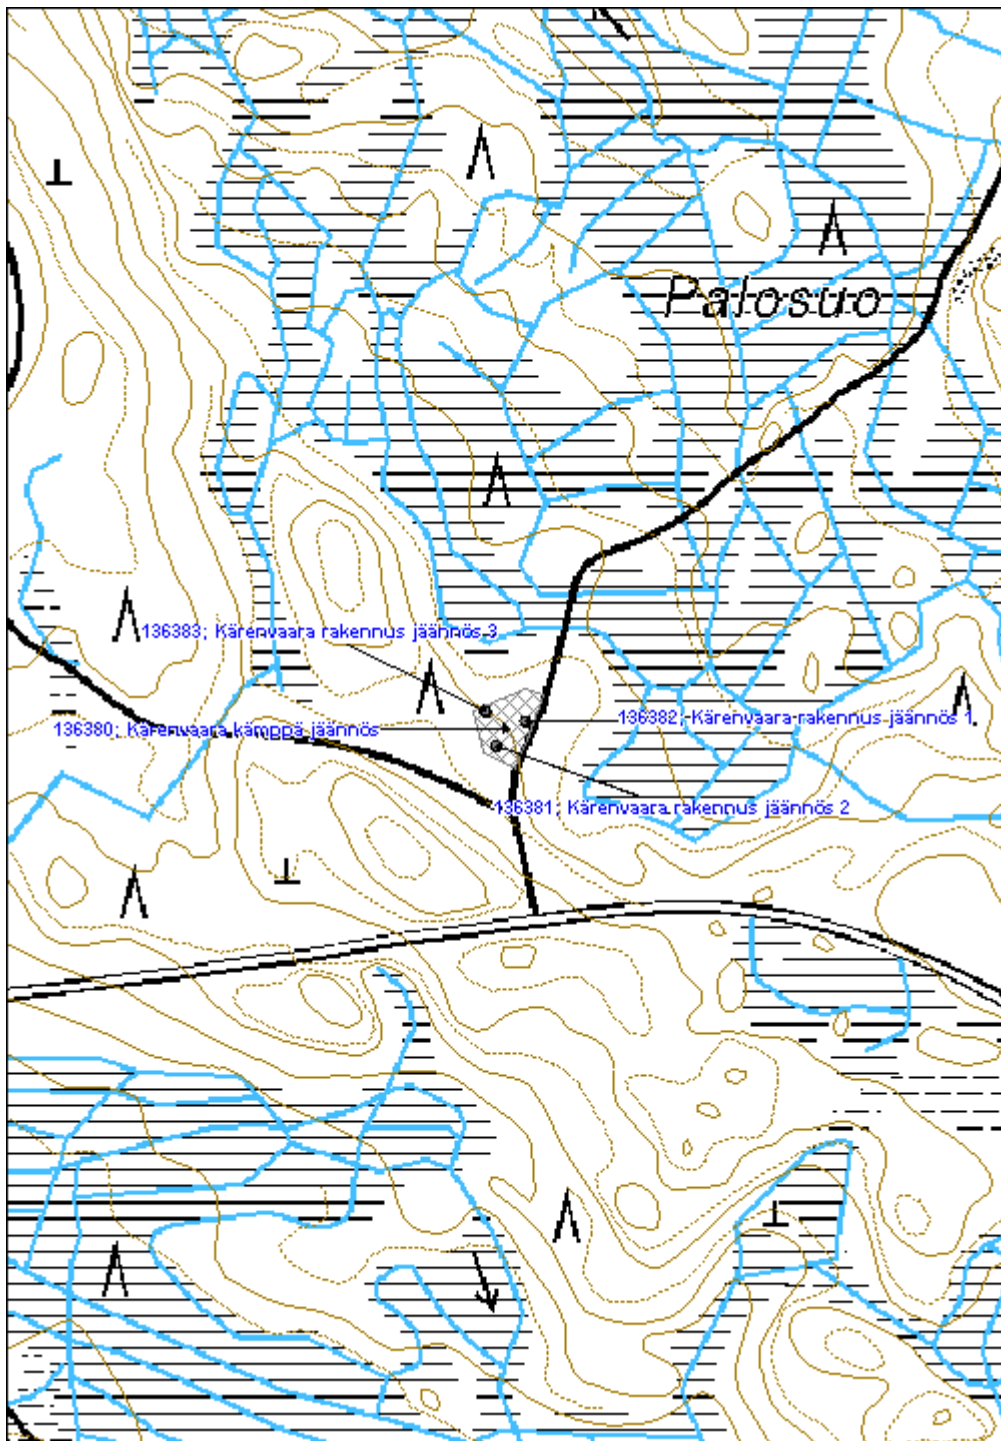 Palosuo
136383; Kärenvaara rakennus jäännös 3
136380; Kärenvaara kämppä jäännös
136382; Kärenvaara rakennus jäännös 1
136381; Kärenvaara rakennus jäännös 2